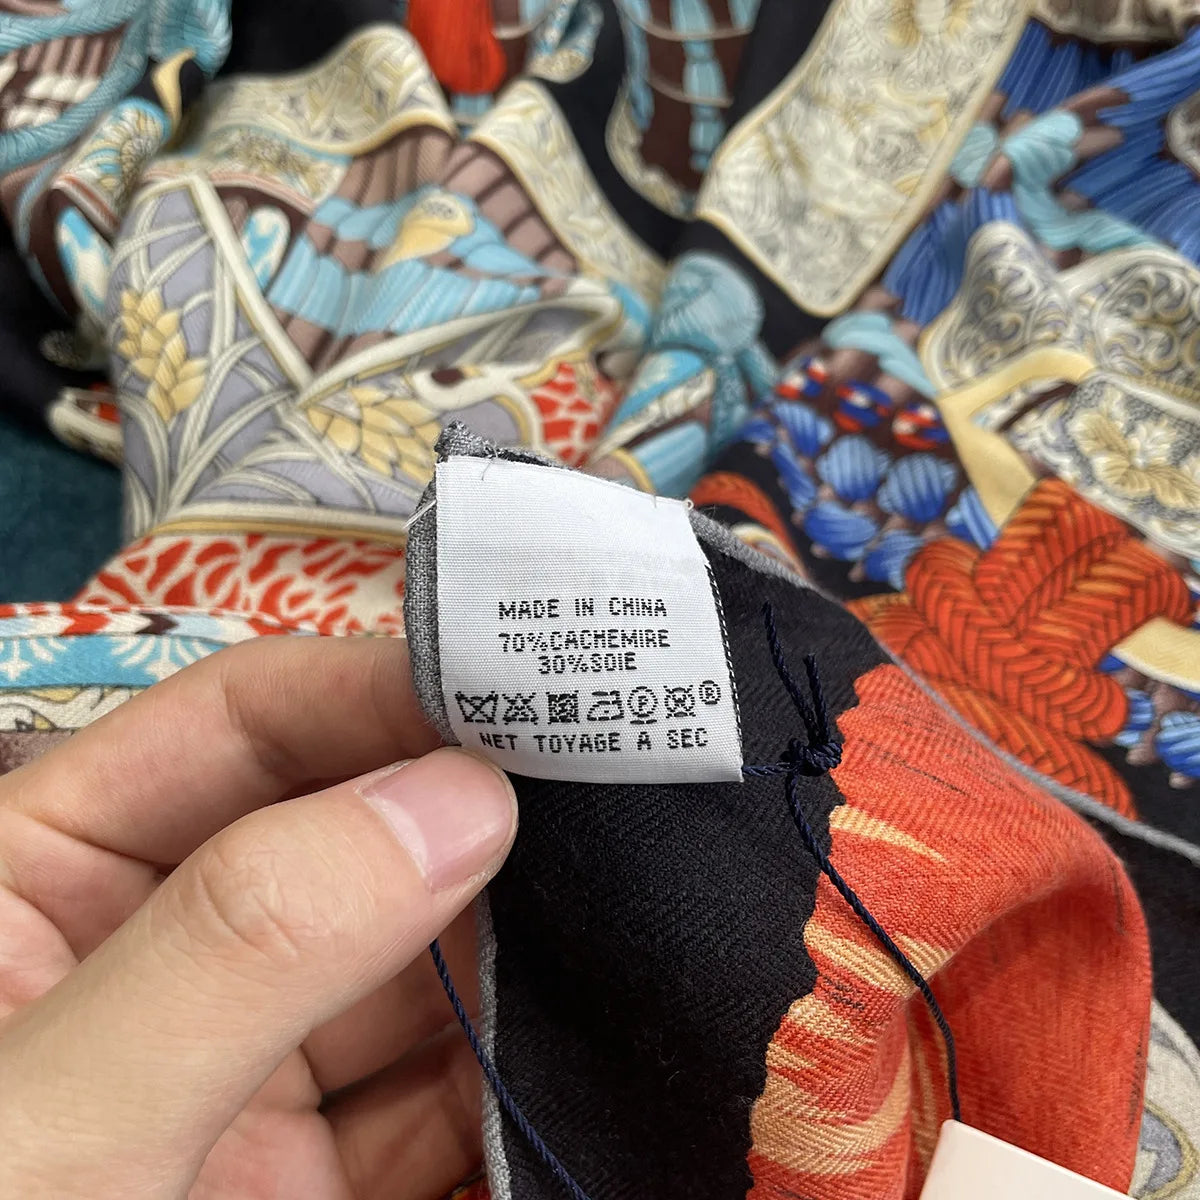 MADE IN CHINA
70%CACHEMIRE
30%SOIE
P ®
NET TOYAGE A SEC